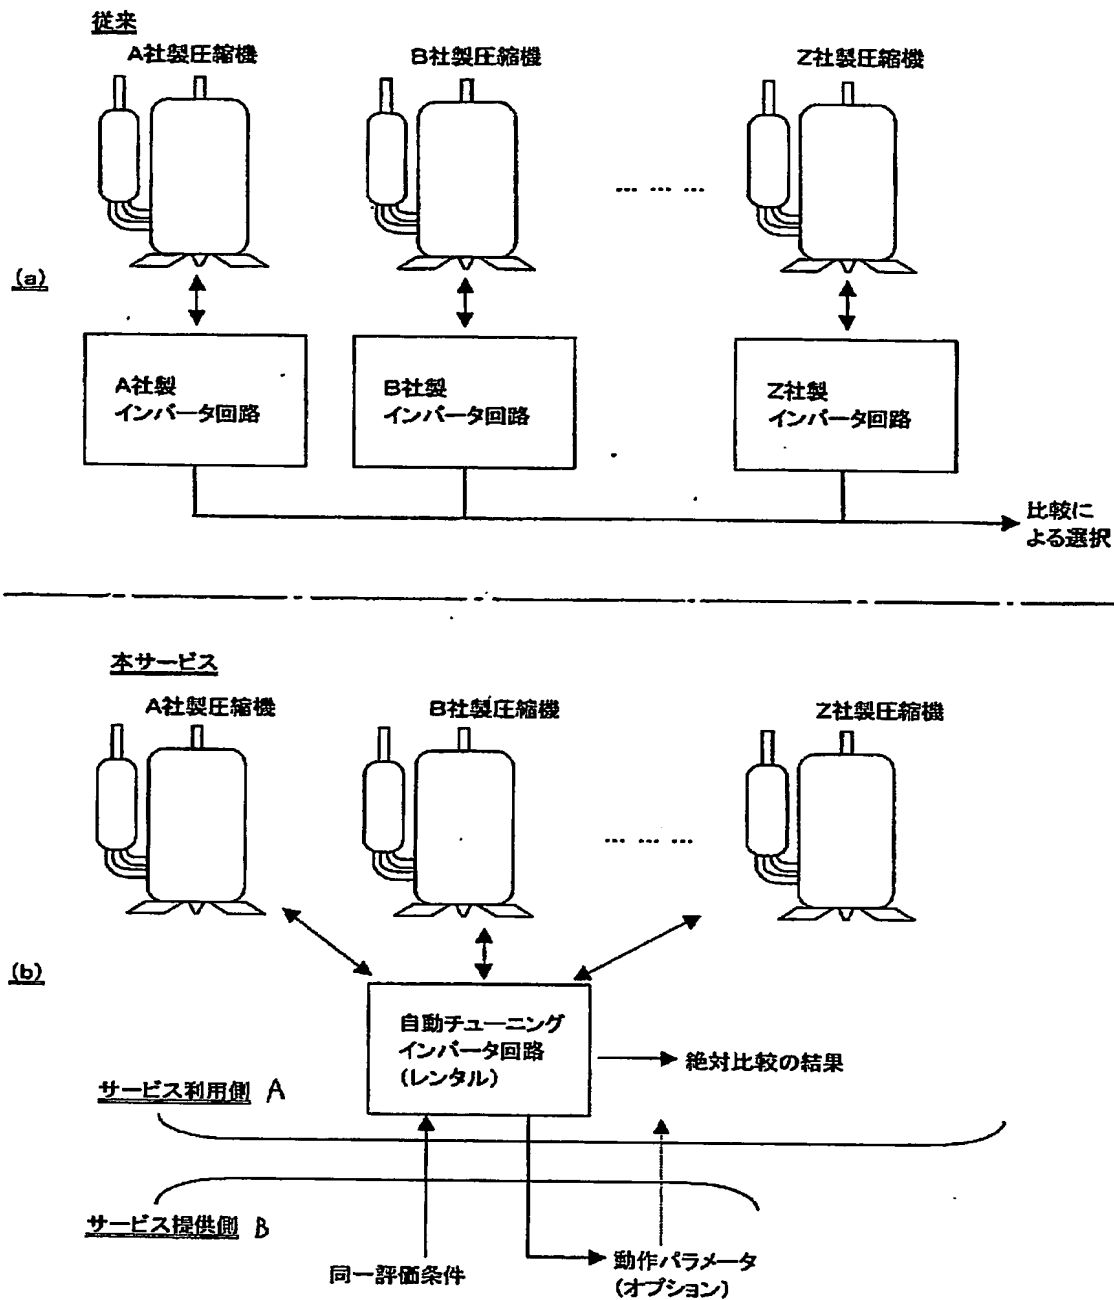 従来
A社製圧縮機 B社製圧縮機 Z社製圧縮機
... ... ...
(a)
A社製
インバータ回路
B社製
インバータ回路
Z社製
インバータ回路
比較に
よる選択
本サービス
A社製圧縮機 B社製圧縮機 Z社製圧縮機
... ... ...
(b)
自動チューニング
インバータ回路
(レンタル)
絶対比較の結果
サービス利用側 A
サービス提供側 B
同一評価条件
動作パラメータ
(オプション)